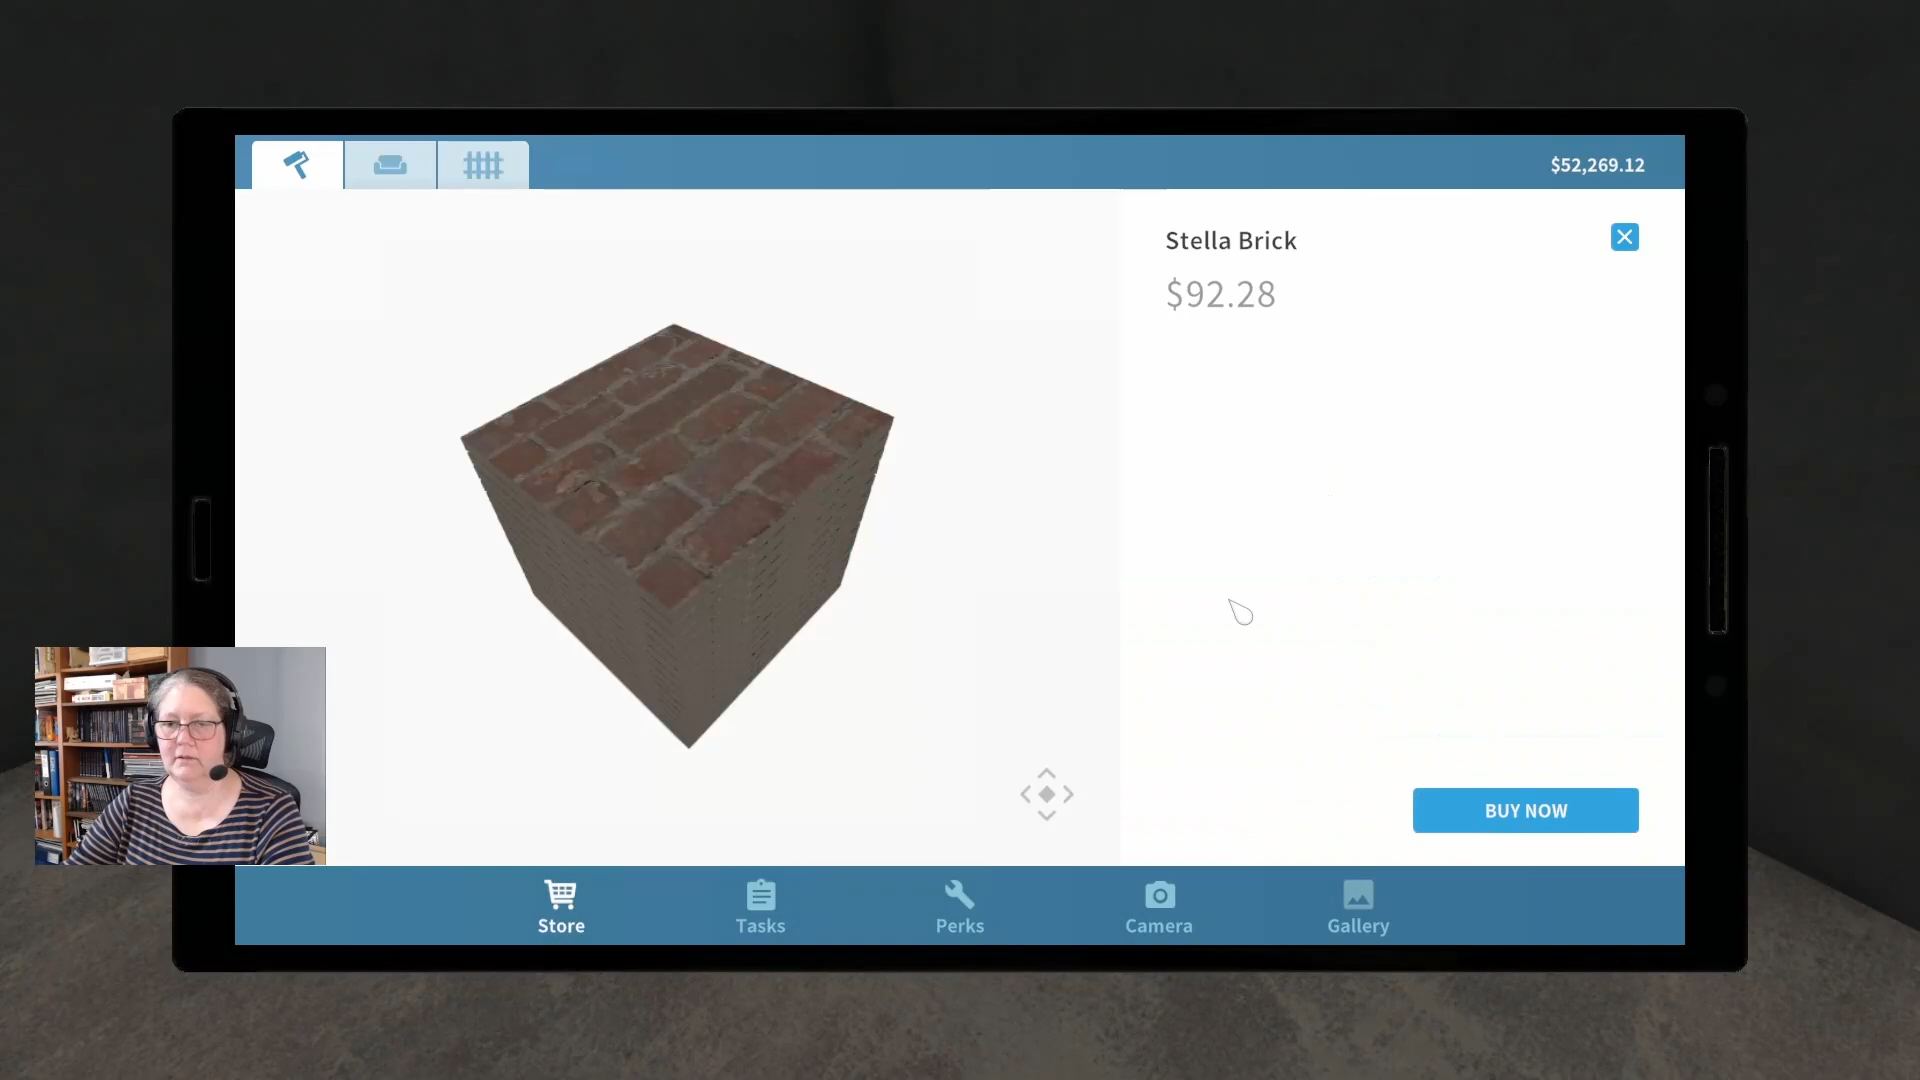 $52,269.12
Stella Brick
$92.28
BUY NOW
Store
Tasks
Perks
Camera
Gallery